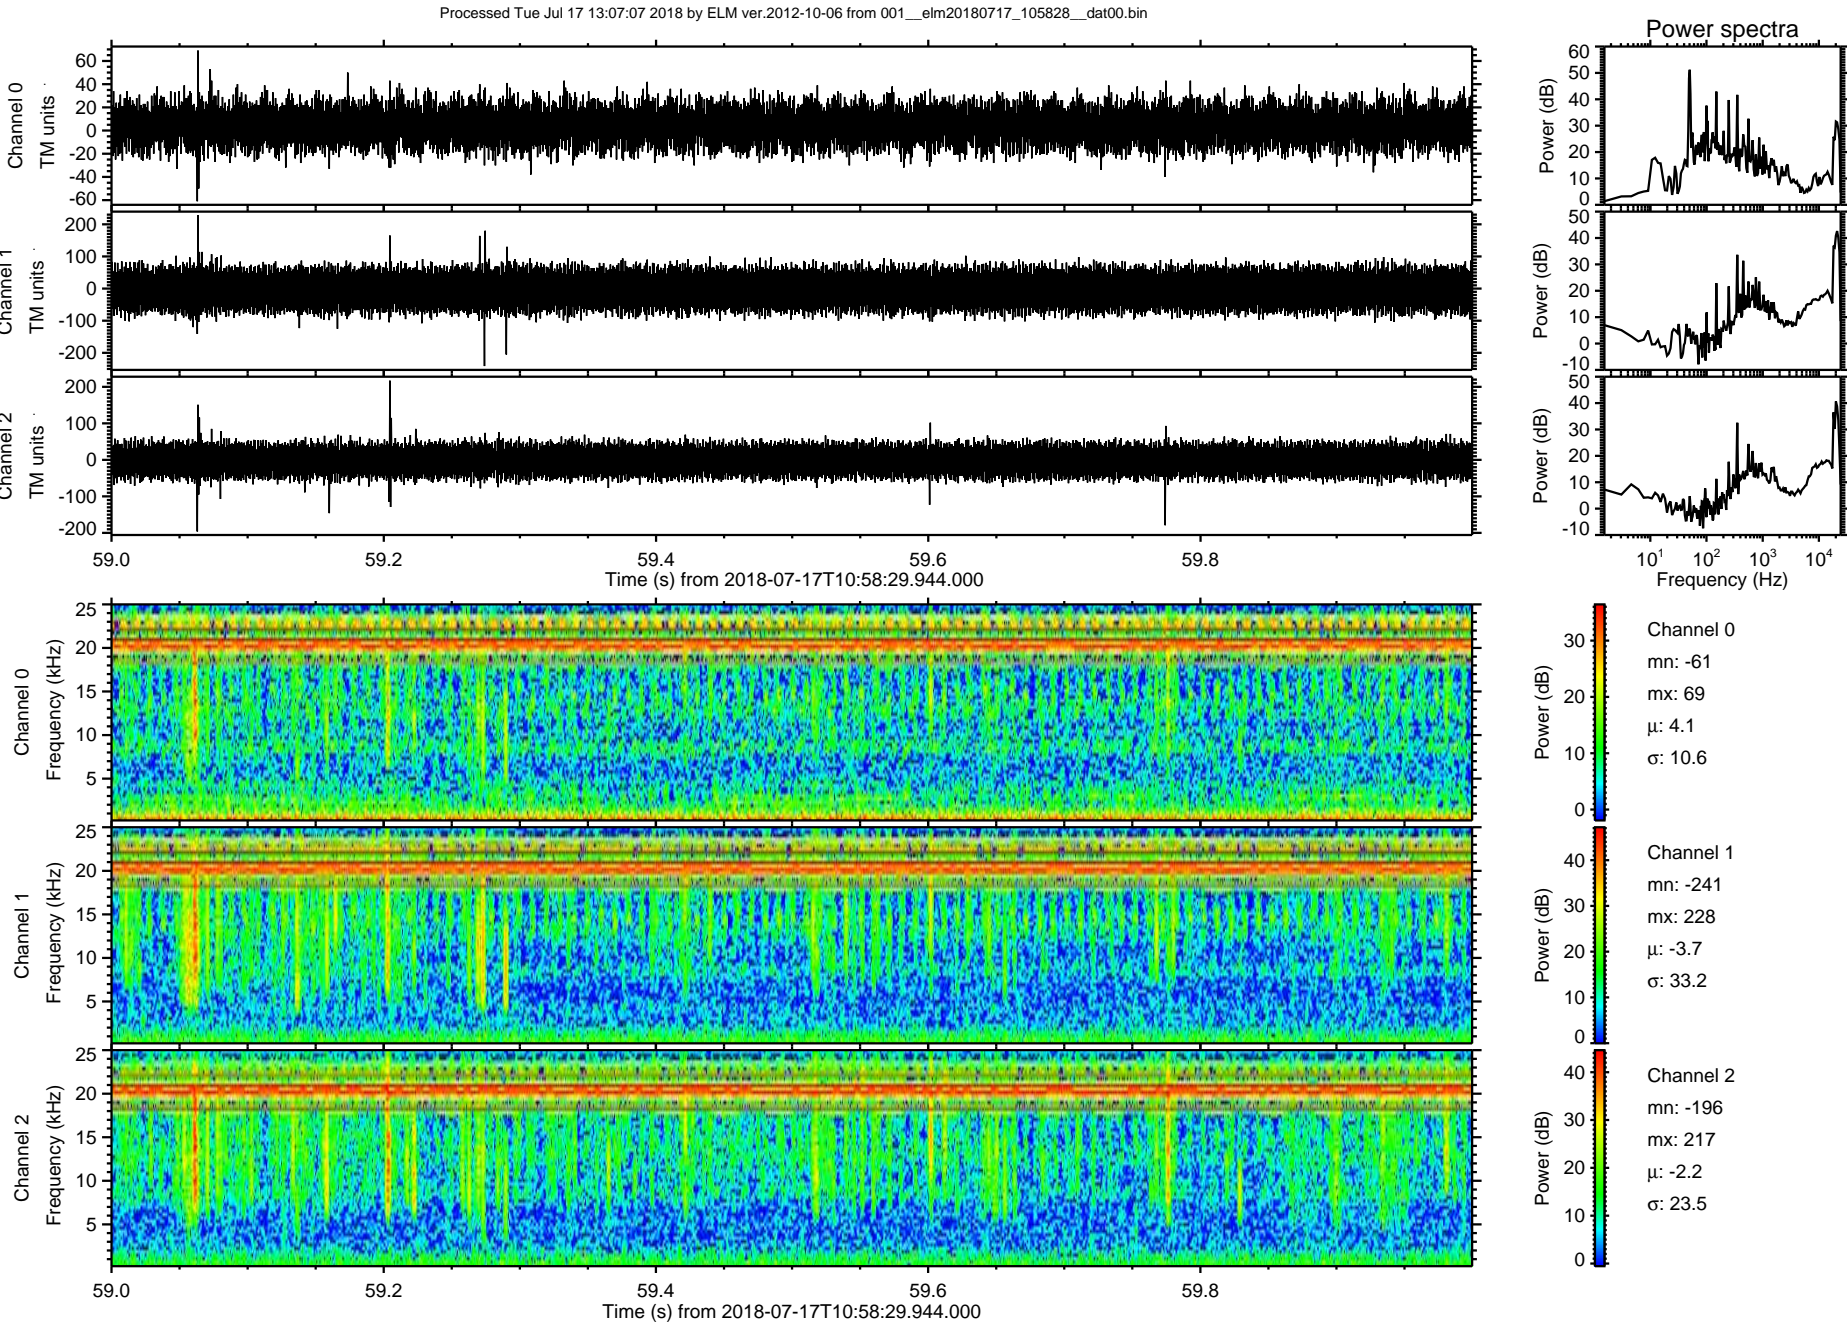 Processed Tue Jul 17 13:07:07 2018 by ELM ver.2012-10-06 from 001__elm20180717_105828__dat00.bin
Power spectra
Channel 0
TM units
60
40
20
0
-20
-40
-60
Power (dB)
60
50
40
30
20
10
0
Channel 1
TM units
200
100
0
-100
-200
Power (dB)
50
40
30
20
10
0
-10
Channel 2
TM units
200
100
0
-100
-200
Power (dB)
50
40
30
20
10
0
-10
59.0 59.2 59.4 59.6 59.8
Time (s) from 2018-07-17T10:58:29.944.000
10^1 10^2 10^3 10^4
Frequency (Hz)
Channel 0
Frequency (kHz)
25
20
15
10
5
Power (dB)
30
20
10
0
Channel 0
mn: -61
mx: 69
μ: 4.1
σ: 10.6
Channel 1
Frequency (kHz)
25
20
15
10
5
Power (dB)
40
30
20
10
0
Channel 1
mn: -241
mx: 228
μ: -3.7
σ: 33.2
Channel 2
Frequency (kHz)
25
20
15
10
5
Power (dB)
40
30
20
10
0
Channel 2
mn: -196
mx: 217
μ: -2.2
σ: 23.5
59.0 59.2 59.4 59.6 59.8
Time (s) from 2018-07-17T10:58:29.944.000